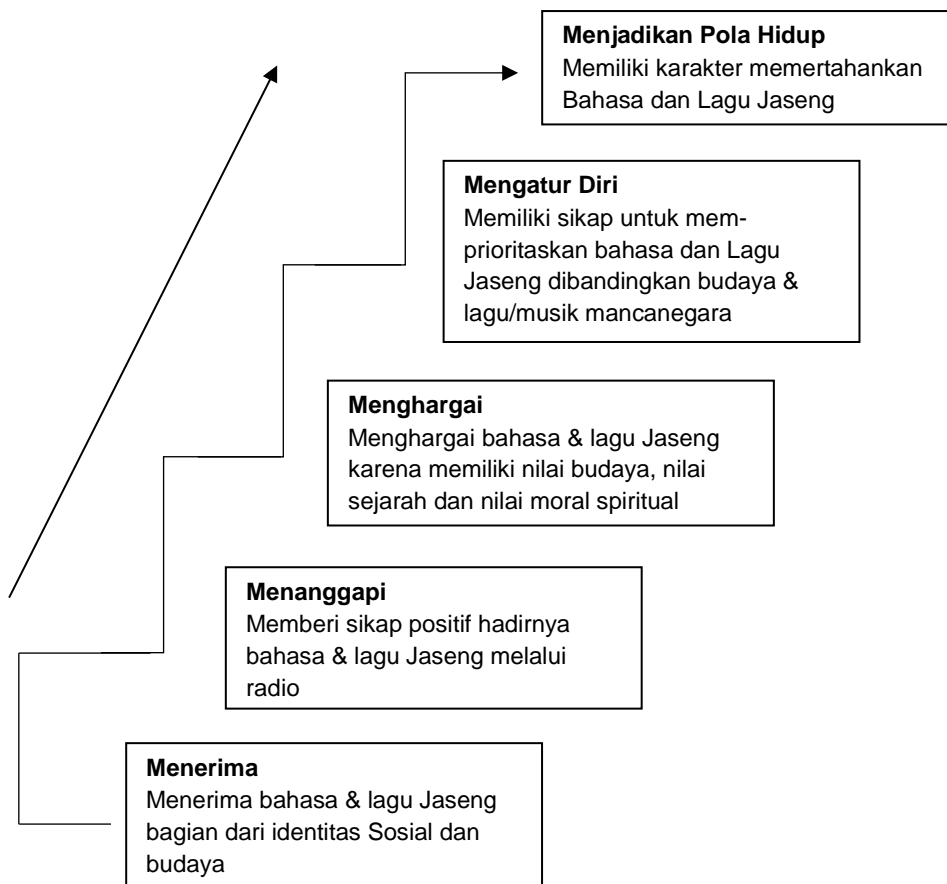 Menjadikan Pola Hidup
Memiliki karakter memertahankan
Bahasa dan Lagu Jaseng
Mengatur Diri
Memiliki sikap untuk mem-
prioritaskan bahasa dan Lagu
Jaseng dibandingkan budaya &
lagu/musik mancanegara
Menghargai
Menghargai bahasa & lagu Jaseng
karena memiliki nilai budaya, nilai
sejarah dan nilai moral spiritual
Menanggapi
Memberi sikap positif hadirnya
bahasa & lagu Jaseng melalui
radio
Menerima
Menerima bahasa & lagu Jaseng
bagian dari identitas Sosial dan
budaya